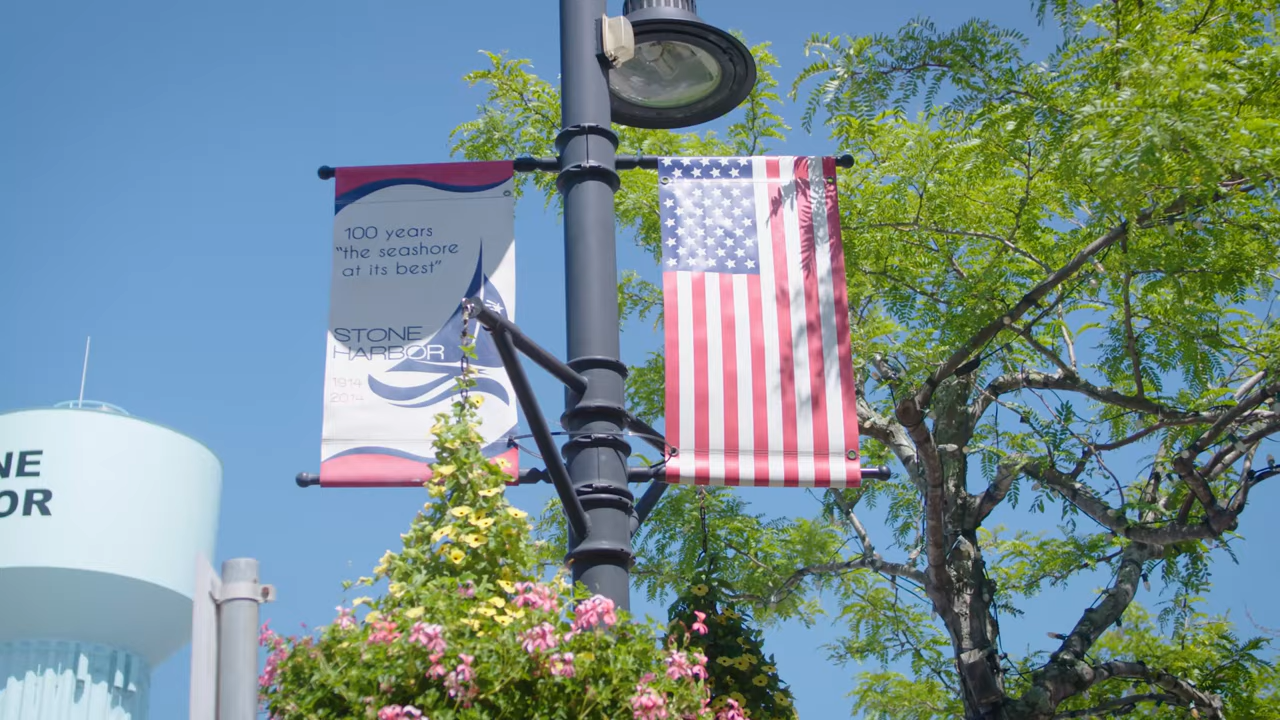 100 years
"the seashore
at its best"
STONE
HARBOR
1914
2014
NE
OR